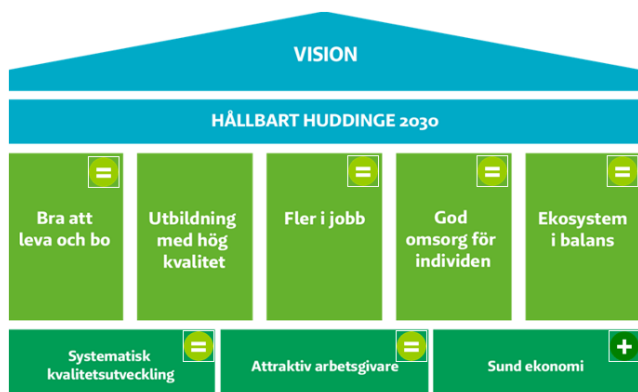 VISION
HÅLLBART HUDDINGE 2030
=
=
=
=
Bra att
leva och bo
Utbildning
med hög
kvalitet
Fler i jobb
God
omsorg för
individen
Ekosystem
i balans
=
=
+
Systematisk
kvalitetsutveckling
Attraktiv arbetsgivare
Sund ekonomi